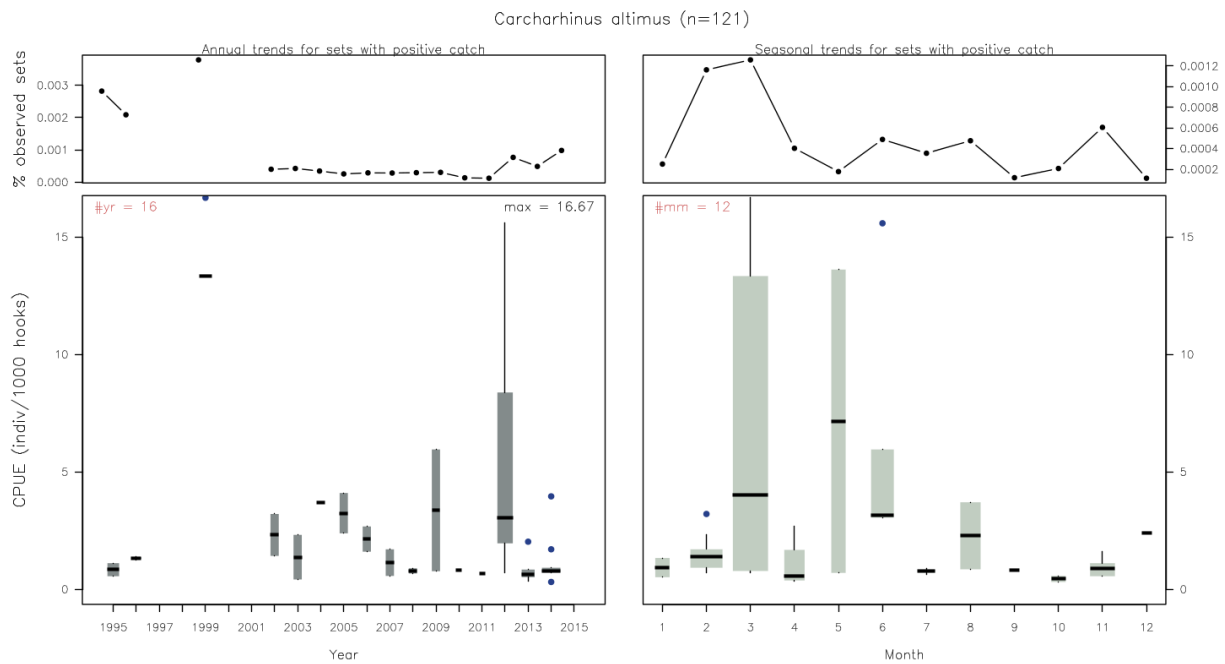 Carcharhinus altimus (n=121)
Annual trends for sets with positive catch
% observed sets
0.003
0.002
0.001
0.000
Seasonal trends for sets with positive catch
0.0012
0.0010
0.0008
0.0006
0.0004
0.0002
CPUE (indiv/1000 hooks)
#yr = 16
max = 16.67
15
10
5
0
1995 1997 1999 2001 2003 2005 2007 2009 2011 2013 2015
Year
#mm = 12
15
10
5
0
1 2 3 4 5 6 7 8 9 10 11 12
Month